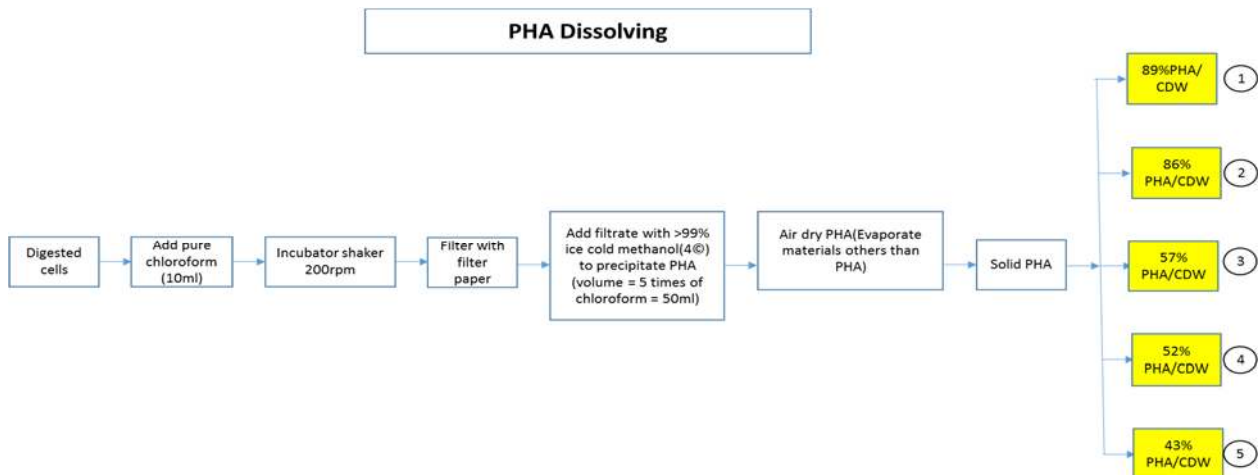 PHA Dissolving
Digested
cells
Add pure
chloroform
(10ml)
Incubator shaker
200rpm
Filter with
filter
paper
Add filtrate with >99%
ice cold methanol(4©)
to precipitate PHA
(volume = 5 times of
chloroform = 50ml)
Air dry PHA(Evaporate
materials others than
PHA)
Solid PHA
89%PHA/
CDW
1
86%
PHA/CDW
2
57%
PHA/CDW
3
52%
PHA/CDW
4
43%
PHA/CDW
5